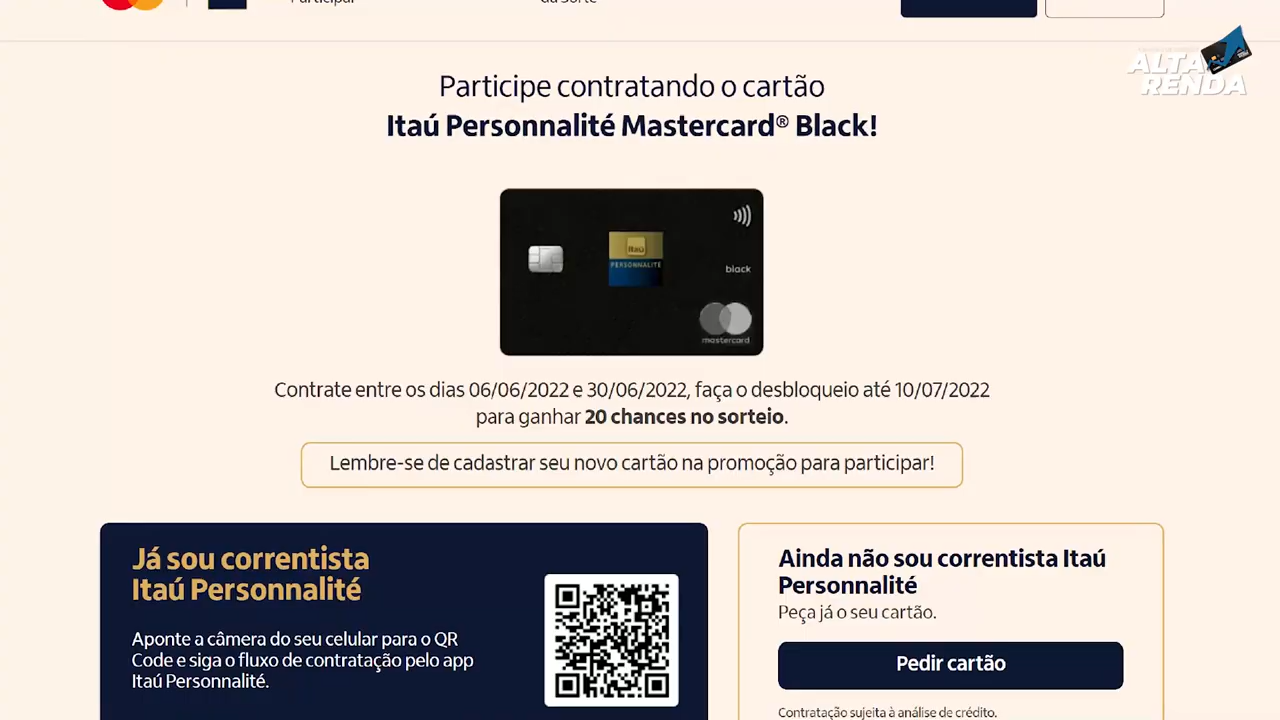 Participar
da Sorte
ALTA
RENDA
Participe contratando o cartão
Itaú Personnalité Mastercard® Black!
itaú
PERSONNALITÉ
black
mastercard
Contrate entre os dias 06/06/2022 e 30/06/2022, faça o desbloqueio até 10/07/2022
para ganhar 20 chances no sorteio.
Lembre-se de cadastrar seu novo cartão na promoção para participar!
Já sou correntista
Itaú Personnalité
Aponte a câmera do seu celular para o QR
Code e siga o fluxo de contratação pelo app
Itaú Personnalité.
Ainda não sou correntista Itaú
Personnalité
Peça já o seu cartão.
Pedir cartão
Contratação sujeita à análise de crédito.